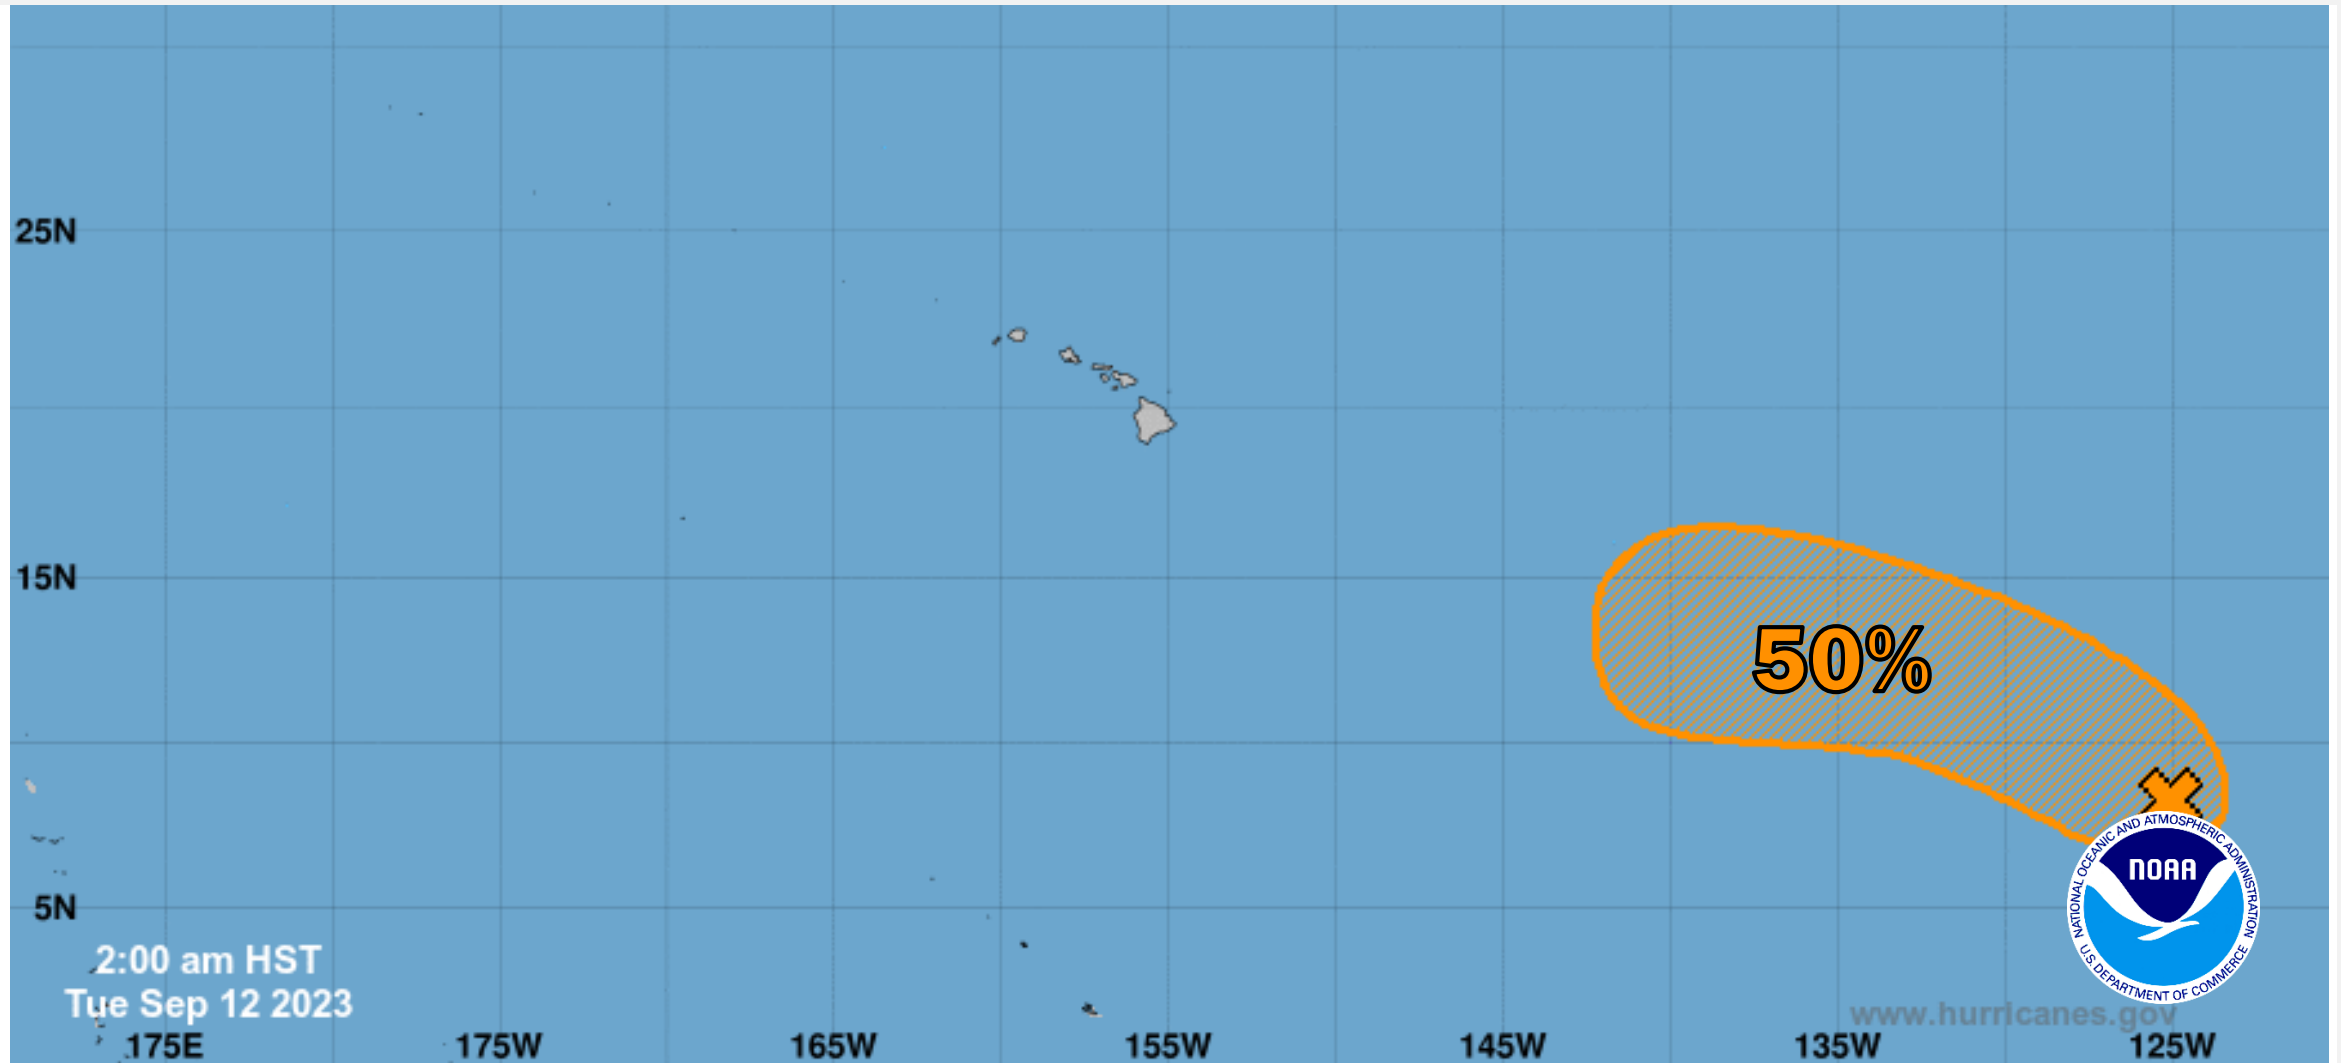 25N
15N
50%
5N
NATIONAL OCEANIC AND ATMOSPHERIC ADMINISTRATION
NOAA
U.S. DEPARTMENT OF COMMERCE
2:00 am HST
Tue Sep 12 2023
www.hurricanes.gov
175E 175W 165W 155W 145W 135W 125W